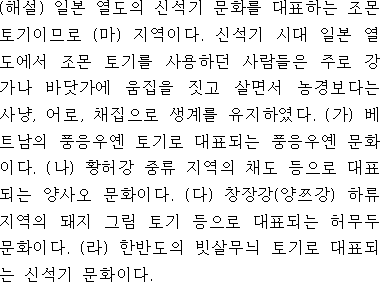 (해설) 일본 열도의 신석기 문화를 대표하는 조몬
토기이므로 (마) 지역이다. 신석기 시대 일본 열
도에서 조몬 토기를 사용하던 사람들은 주로 강
가나 바닷가에 움집을 짓고 살면서 농경보다는
사냥, 어로, 채집으로 생계를 유지하였다. (가) 베
트남의 풍응우옌 토기로 대표되는 풍응우옌 문화
이다. (나) 황허강 중류 지역의 채도 등으로 대표
되는 양사오 문화이다. (다) 창장강(양쯔강) 하류
지역의 돼지 그림 토기 등으로 대표되는 허무두
문화이다. (라) 한반도의 빗살무늬 토기로 대표되
는 신석기 문화이다.